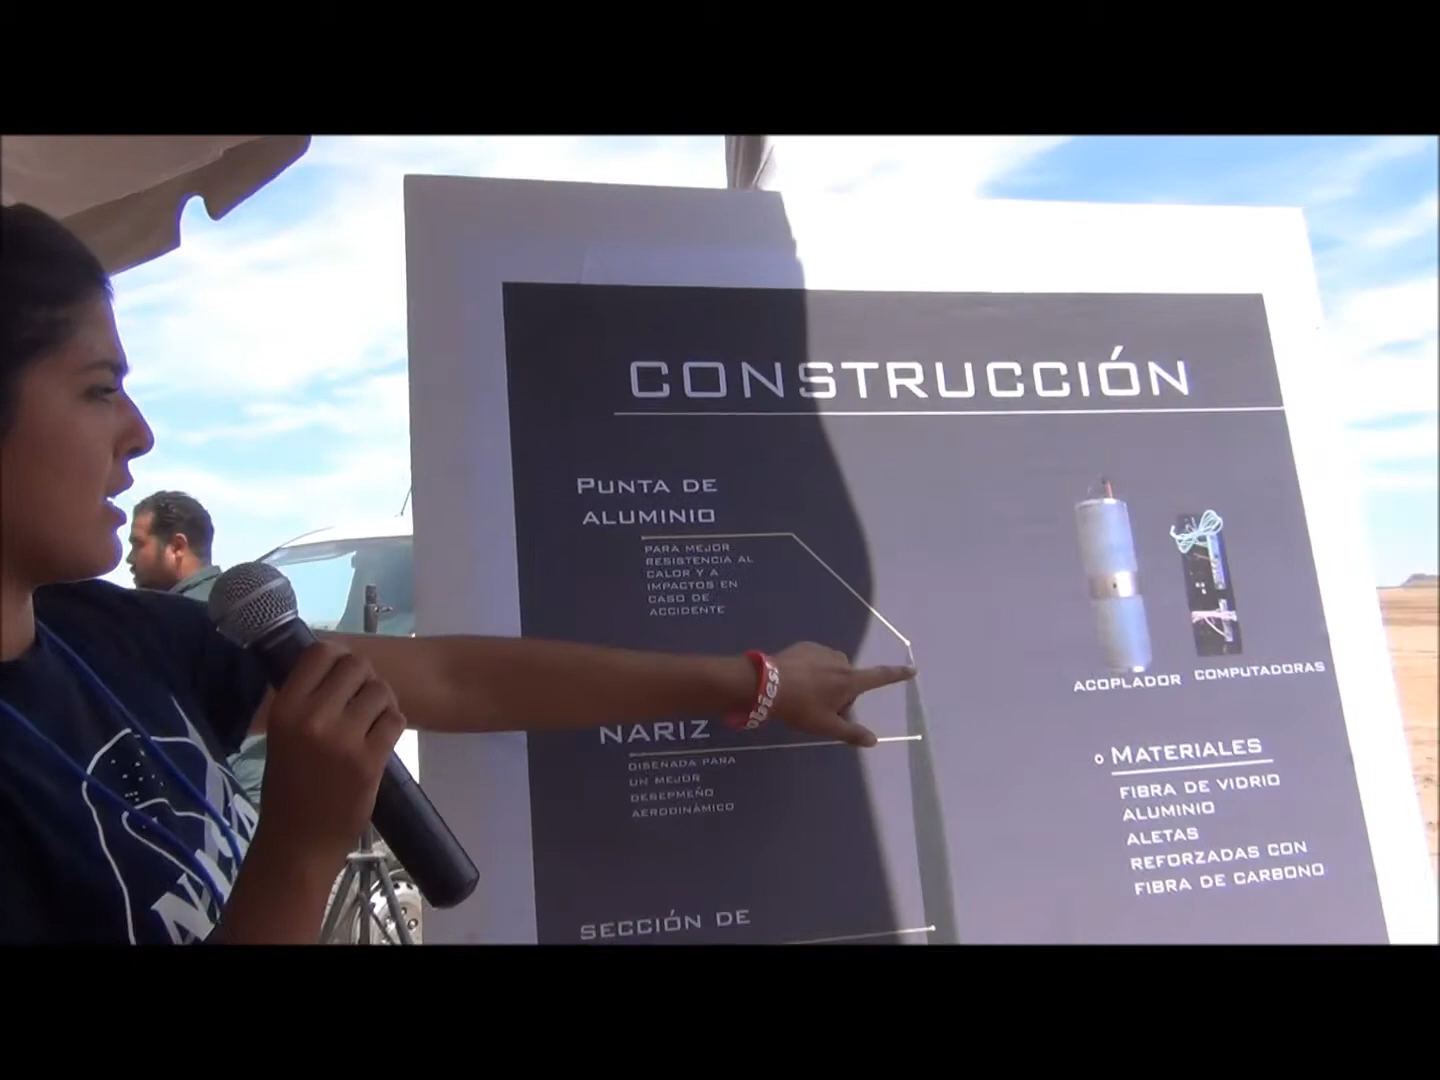 CONSTRUCCIÓN
PUNTA DE
ALUMINIO
PARA MEJOR
RESISTENCIA AL
CALOR Y A
IMPACTOS EN
CASO DE
ACCIDENTE
NARIZ
DISEÑADA PARA
UN MEJOR
DESEMPEÑO
AERODINÁMICO
SECCIÓN DE
ACOPLADOR
COMPUTADORAS
MATERIALES
FIBRA DE VIDRIO
ALUMINIO
ALETAS
REFORZADAS CON
FIBRA DE CARBONO